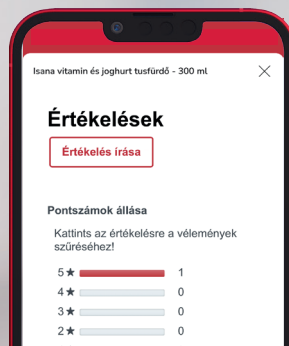 Isana vitamin és joghurt tusfürdő - 300 ml
Értékelések
Értékelés írása
Pontszámok állása
Kattints az értékelésre a vélemények
szűréséhez!
5★ 1
4★ 0
3★ 0
2★ 0